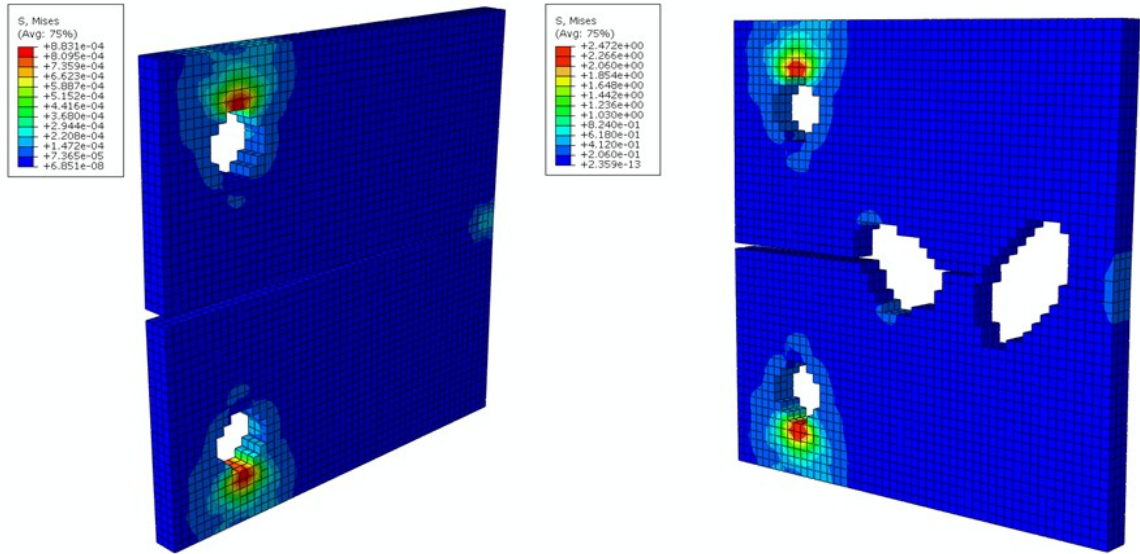 S, Mises
(Avg: 75%)
+8.831e-04
+8.095e-04
+7.359e-04
+6.623e-04
+5.887e-04
+5.152e-04
+4.416e-04
+3.680e-04
+2.944e-04
+2.208e-04
+1.472e-04
+7.365e-05
+6.851e-08
S, Mises
(Avg: 75%)
+2.472e+00
+2.266e+00
+2.060e+00
+1.854e+00
+1.648e+00
+1.442e+00
+1.236e+00
+1.030e+00
+8.240e-01
+6.180e-01
+4.120e-01
+2.060e-01
+2.359e-13